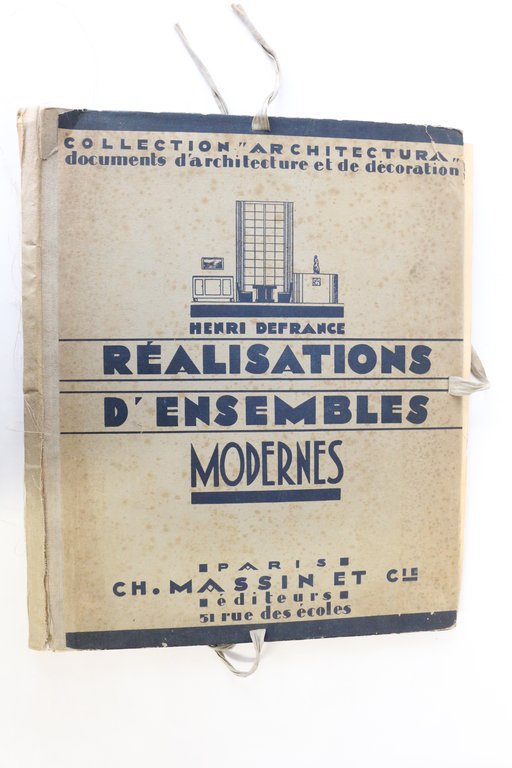 COLLECTION "ARCHITECTURA"
documents d'architecture et de décoration
HENRI DEFRANCE
RÉALISATIONS
D'ENSEMBLES
MODERNES
PARIS
CH. MASSIN ET CIE
éditeurs
51 rue des écoles